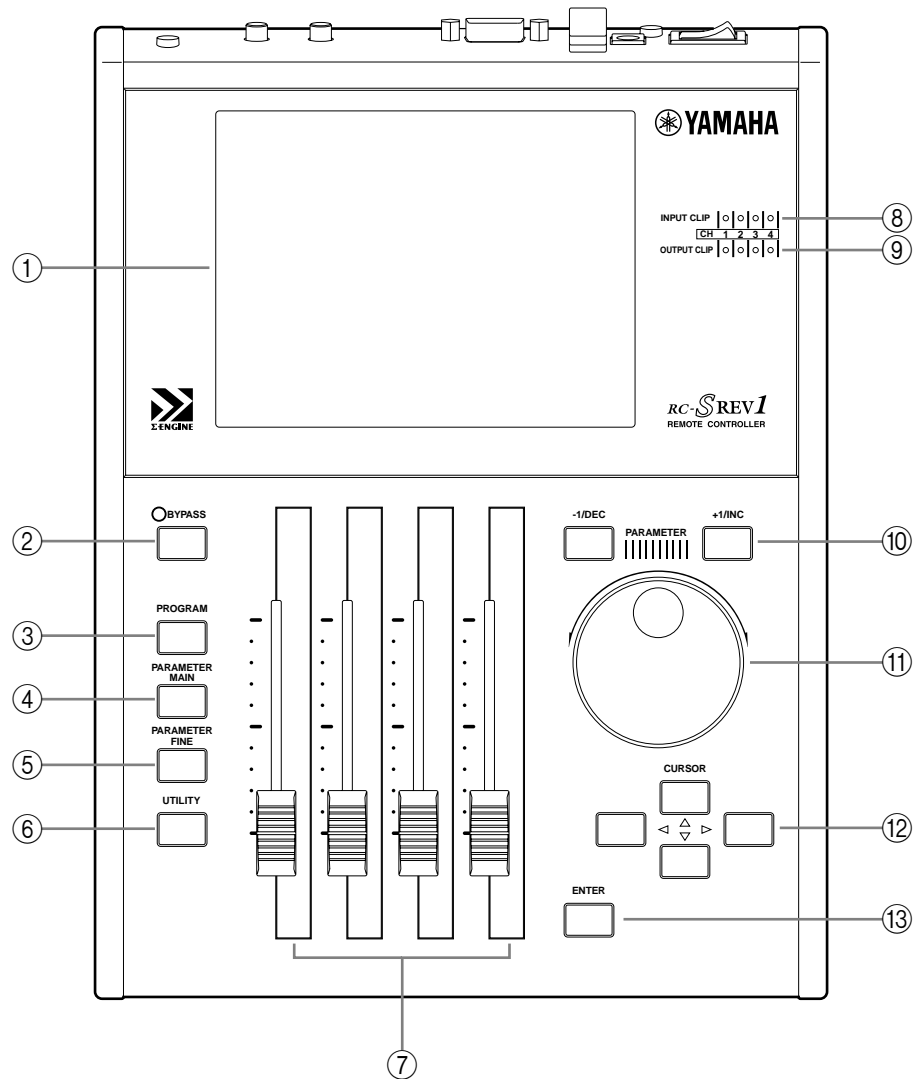 YAMAHA
INPUT CLIP
CH 1 2 3 4
OUTPUT CLIP
⑧
⑨
①
Σ-ENGINE
RC-SREV1
REMOTE CONTROLLER
BYPASS
②
-1/DEC
PARAMETER
+1/INC
⑩
PROGRAM
③
⑪
PARAMETER
MAIN
④
PARAMETER
FINE
⑤
UTILITY
⑥
CURSOR
⑫
ENTER
⑬
⑦